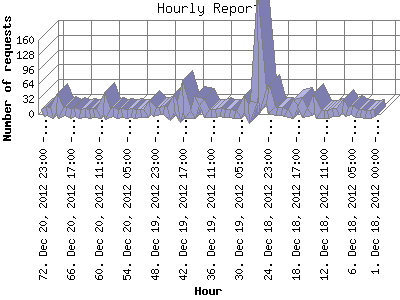 Hourly Repor
Number of requests
160
128
96
64
32
0
72. Dec 20, 2012 23:00 -...
66. Dec 20, 2012 17:00 -...
60. Dec 20, 2012 11:00 -...
54. Dec 20, 2012 05:00 -...
48. Dec 19, 2012 23:00 -...
42. Dec 19, 2012 17:00 -...
36. Dec 19, 2012 11:00 -...
30. Dec 19, 2012 05:00 -...
24. Dec 18, 2012 23:00 -...
18. Dec 18, 2012 17:00 -...
12. Dec 18, 2012 11:00 -...
6. Dec 18, 2012 05:00 -...
1. Dec 18, 2012 00:00 -...
Hour